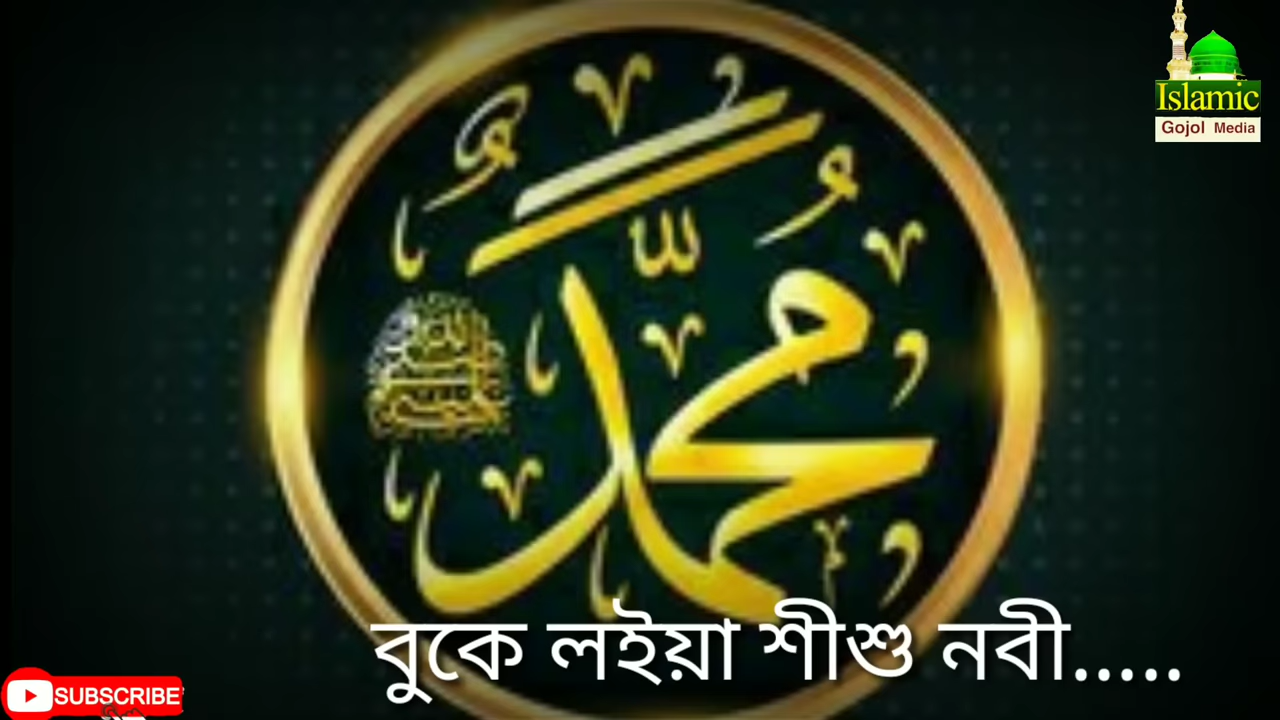 Islamic
Gojol Media
محمد
বুকে লইয়া শীশু নবী.....
SUBSCRIBE